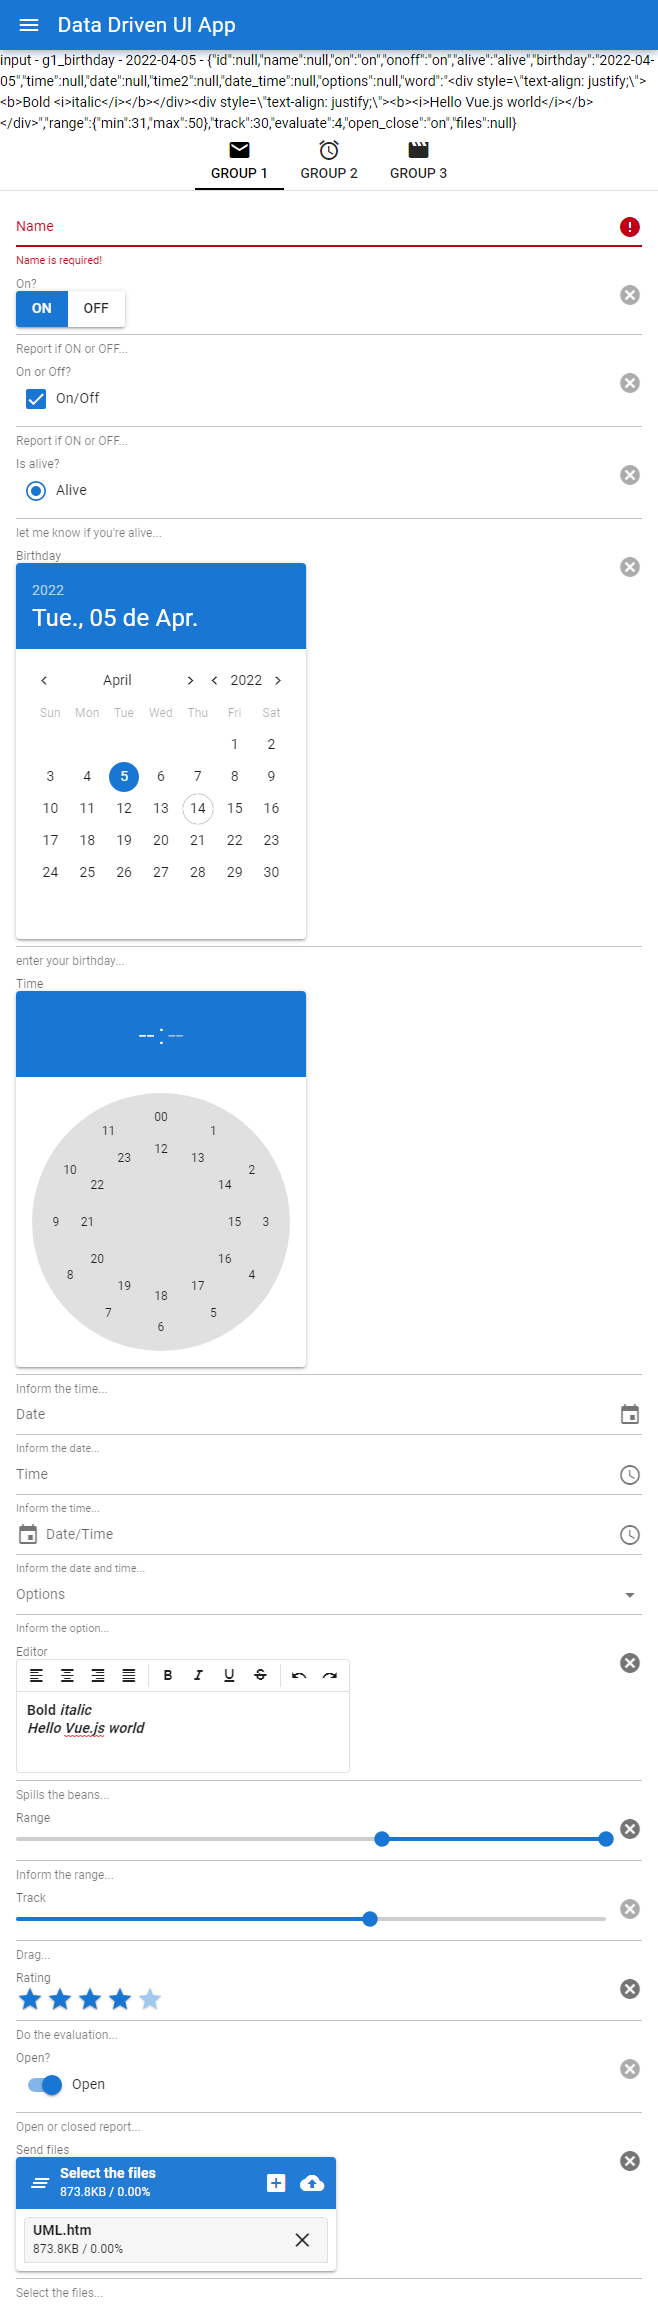 Data Driven UI App
input - g1_birthday - 2022-04-05 - {"id":null,"name":null,"on":"on","onoff":"on","alive":"alive","birthday":"2022-04-
05","time":null,"date":null,"time2":null,"date_time":null,"options":null,"word":"<div style=\"text-align: justify;\">
<b>Bold <i>italic</i></b></div><div style=\"text-align: justify;\"><b><i>Hello Vue.js world</i></b>
</div>","range":{"min":31,"max":50},"track":30,"evaluate":4,"open_close":"on","files":null}
GROUP 1 GROUP 2 GROUP 3
Name
Name is required!
On?
ON OFF
Report if ON or OFF...
On or Off?
On/Off
Report if ON or OFF...
Is alive?
Alive
let me know if you're alive...
Birthday
2022
Tue., 05 de Apr.
April 2022
Sun Mon Tue Wed Thu Fri Sat
1 2
3 4 5 6 7 8 9
10 11 12 13 14 15 16
17 18 19 20 21 22 23
24 25 26 27 28 29 30
enter your birthday...
Time
-- : --
00
11 1
12
23 13
10 2
22 14
9 21 15 3
20 16
8 4
19 17
18
7 5
6
Inform the time...
Date
Inform the date...
Time
Inform the time...
Date/Time
Inform the date and time...
Options
Inform the option...
Editor
B I U S
Bold italic
Hello Vue.js world
Spills the beans...
Range
Inform the range...
Track
Drag...
Rating
Do the evaluation...
Open?
Open
Open or closed report...
Send files
Select the files
873.8KB / 0.00%
UML.htm
873.8KB / 0.00%
Select the files...